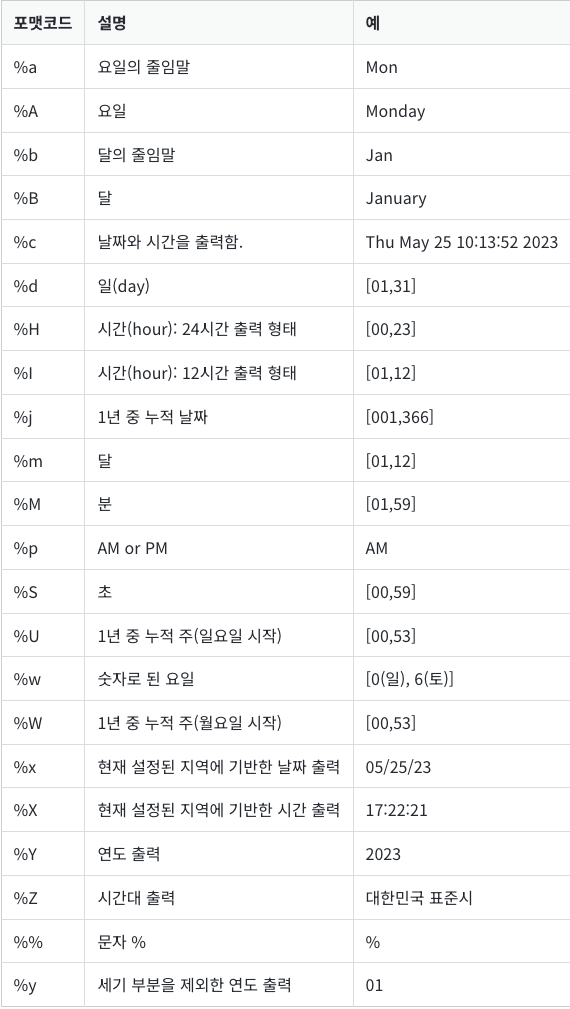 포맷코드 설명 예
%a 요일의 줄임말 Mon
%A 요일 Monday
%b 달의 줄임말 Jan
%B 달 January
%c 날짜와 시간을 출력함. Thu May 25 10:13:52 2023
%d 일(day) [01,31]
%H 시간(hour): 24시간 출력 형태 [00,23]
%I 시간(hour): 12시간 출력 형태 [01,12]
%j 1년 중 누적 날짜 [001,366]
%m 달 [01,12]
%M 분 [01,59]
%p AM or PM AM
%S 초 [00,59]
%U 1년 중 누적 주(일요일 시작) [00,53]
%w 숫자로 된 요일 [0(일), 6(토)]
%W 1년 중 누적 주(월요일 시작) [00,53]
%x 현재 설정된 지역에 기반한 날짜 출력 05/25/23
%X 현재 설정된 지역에 기반한 시간 출력 17:22:21
%Y 연도 출력 2023
%Z 시간대 출력 대한민국 표준시
%% 문자 % %
%y 세기 부분을 제외한 연도 출력 01